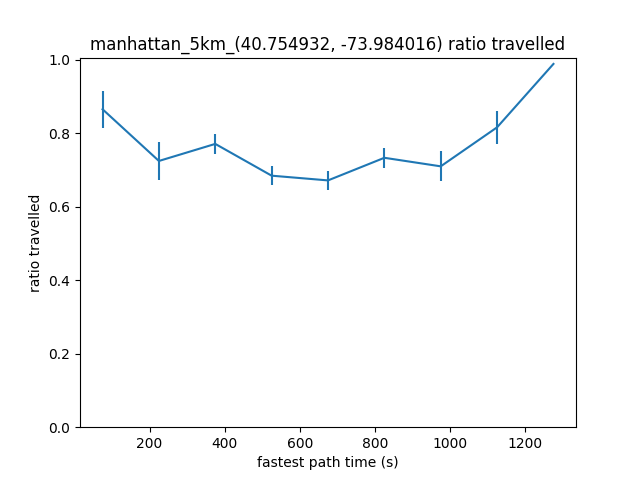 manhattan_5km_(40.754932, -73.984016) ratio travelled
1.0
0.8
0.6
0.4
0.2
0.0
ratio travelled
200 400 600 800 1000 1200
fastest path time (s)